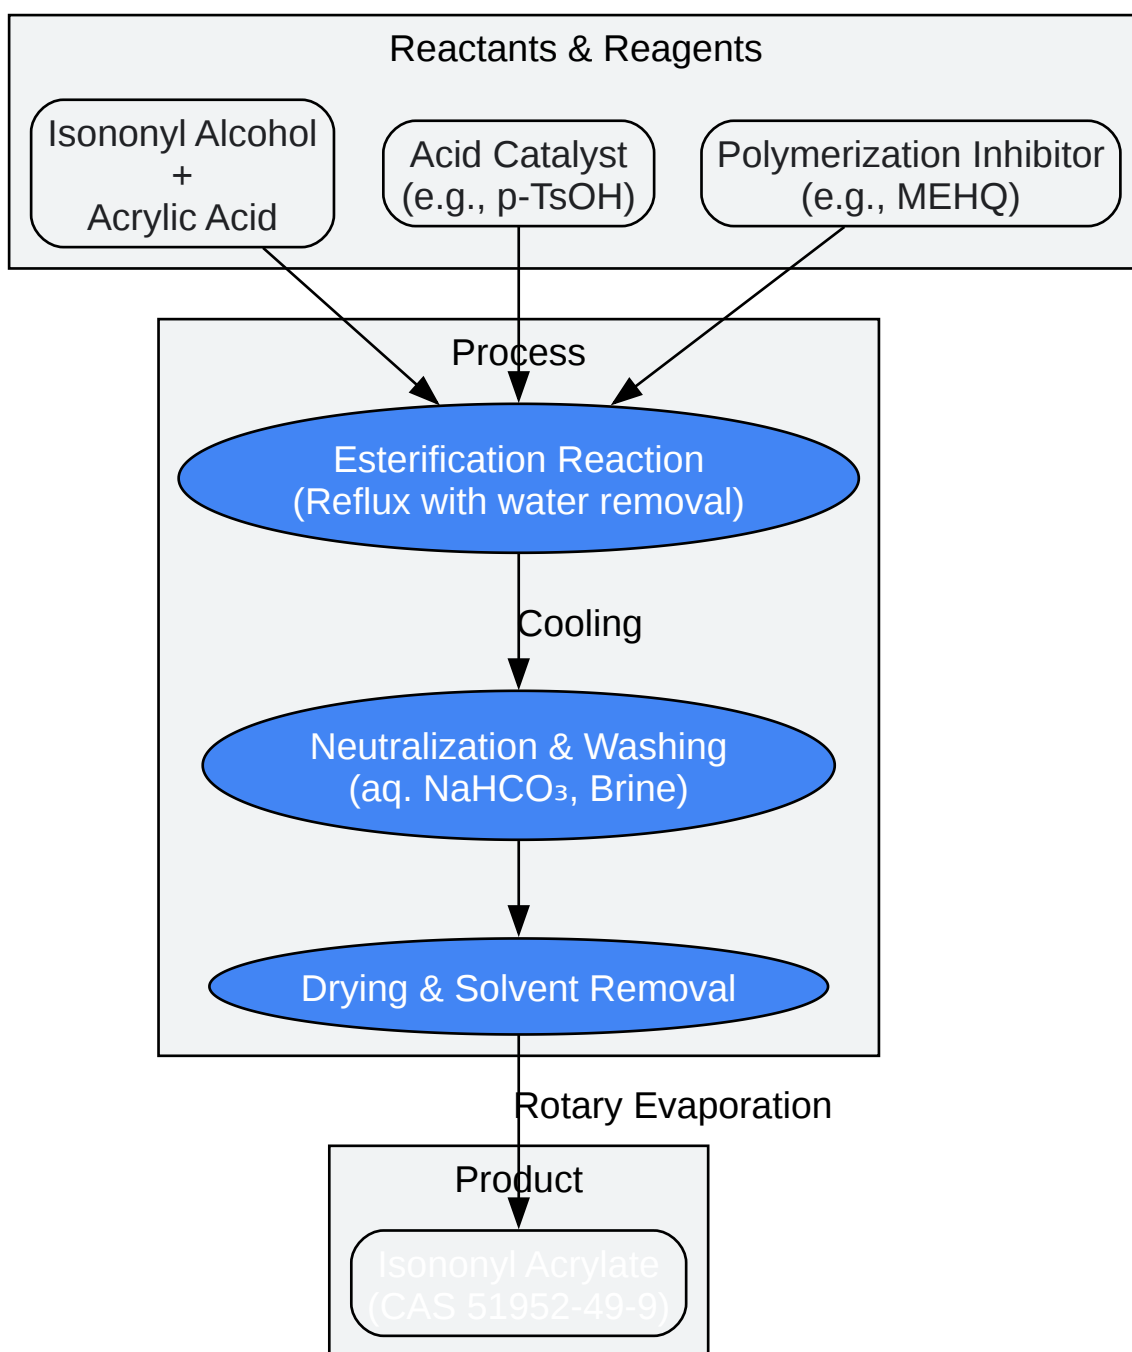 Reactants & Reagents
Isononyl Alcohol
+
Acrylic Acid
Acid Catalyst
(e.g., p-TsOH)
Polymerization Inhibitor
(e.g., MEHQ)
Process
Esterification Reaction
(Reflux with water removal)
Cooling
Neutralization & Washing
(aq. NaHCO₃, Brine)
Drying & Solvent Removal
Rotary Evaporation
Product
Isononyl Acrylate
(CAS 51952-49-9)